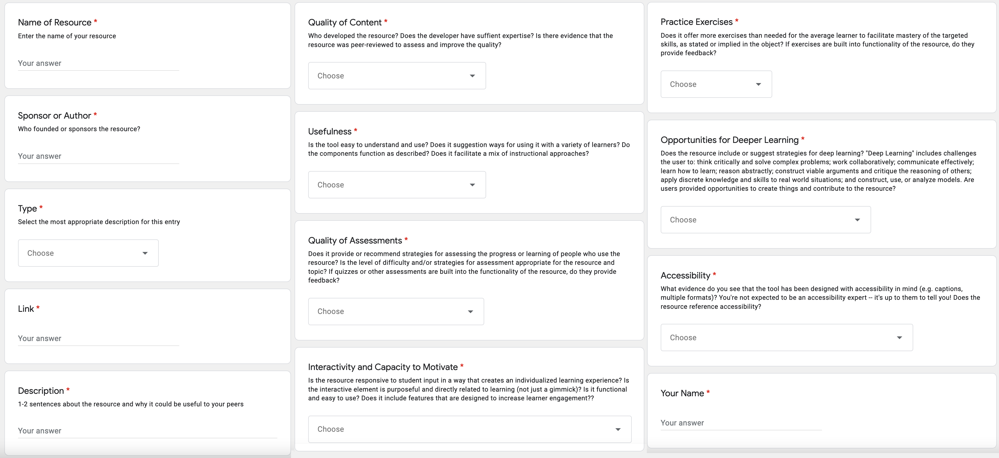 Name of Resource *
Enter the name of your resource
Your answer
Sponsor or Author *
Who founded or sponsors the resource?
Your answer
Type *
Select the most appropriate description for this entry
Choose
Link *
Your answer
Description *
1-2 sentences about the resource and why it could be useful to your peers
Your answer
Quality of Content *
Who developed the resource? Does the developer have suffient expertise? Is there evidence that the
resource was peer-reviewed to assess and improve the quality?
Choose
Usefulness *
Is the tool easy to understand and use? Does it suggestion ways for using it with a variety of learners? Do
the components function as described? Does it facilitate a mix of instructional approaches?
Choose
Quality of Assessments *
Does it provide or recommend strategies for assessing the progress or learning of people who use the
resource? Is the level of difficulty and/or strategies for assessment appropriate for the resource and
topic? If quizzes or other assessments are built into the functionality of the resource, do they provide
feedback?
Choose
Interactivity and Capacity to Motivate *
Is the resource responsive to student input in a way that creates an individualized learning experience? Is
the interactive element is purposeful and directly related to learning (not just a gimmick)? Is it functional
and easy to use? Does it include features that are designed to increase learner engagement??
Choose
Practice Exercises *
Does it offer more exercises than needed for the average learner to facilitate mastery of the targeted
skills, as stated or implied in the object? If exercises are built into functionality of the resource, do they
provide feedback?
Choose
Opportunities for Deeper Learning *
Does the resource include or suggest strategies for deep learning? "Deep Learning" includes challenges
the user to: think critically and solve complex problems; work collaboratively; communicate effectively;
learn how to learn; reason abstractly; construct viable arguments and critique the reasoning of others;
apply discrete knowledge and skills to real world situations; and construct, use, or analyze models. Are
users provided opportunities to create things and contribute to the resource?
Choose
Accessibility *
What evidence do you see that the tool has been designed with accessibility in mind (e.g. captions,
multiple formats)? You're not expected to be an accessibility expert -- it's up to them to tell you! Does the
resource reference accessibility?
Choose
Your Name *
Your answer